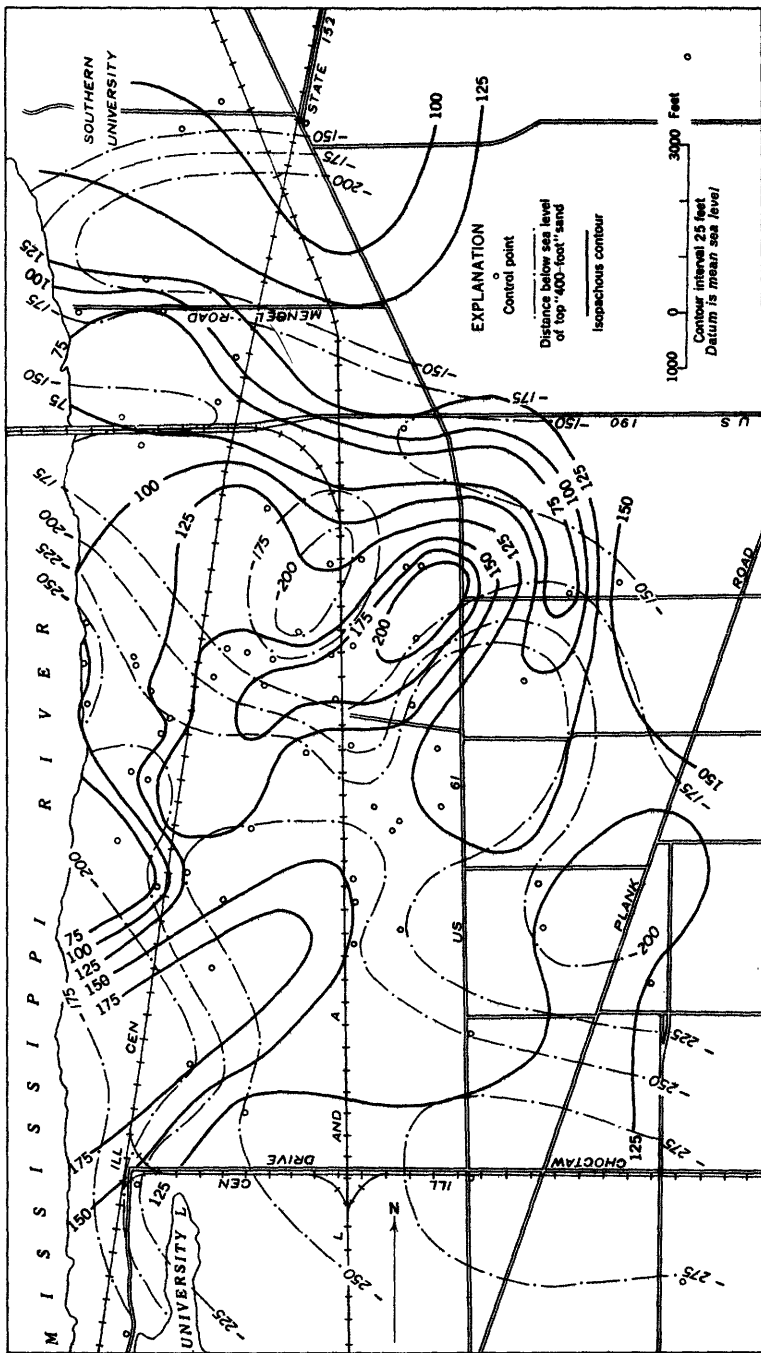 MISSISSIPPI RIVER
SOUTHERN
UNIVERSITY
STATE 152
MENGEL ROAD
US 190
US 61
PLANK ROAD
CHOCTAW DRIVE
ILL CEN
ILL CEN
L AND A
UNIVERSITY L
N
EXPLANATION
Control point
Distance below sea level
of top "400-foot" sand
Isopachous contour
1000 0 3000 Feet
Contour interval 25 feet
Datum is mean sea level
100
125
-150
-175
-200
125
100
-175
75
-150
75
-175
-200
-225
-250
100
125
-175
-200
175
200
150
125
75
100
125
150
-150
-175
-150
-150
150
-175
-200
-200
75
100
125
150
175
-175
175
150
125
-225
-250
-275
125
-250
-225
-275